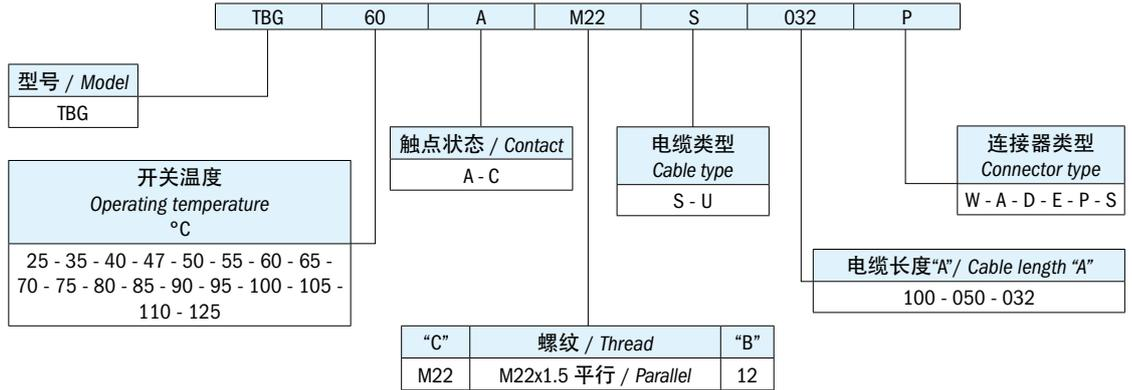 TBG 60 A M22 S 032 P
型号 / Model
TBG
开关温度
Operating temperature
°C
25 - 35 - 40 - 47 - 50 - 55 - 60 - 65 -
70 - 75 - 80 - 85 - 90 - 95 - 100 - 105 -
110 - 125
触点状态 / Contact
A - C
电缆类型
Cable type
S - U
连接器类型
Connector type
W - A - D - E - P - S
电缆长度“A”/ Cable length “A”
100 - 050 - 032
“C” 螺纹 / Thread “B”
M22 M22x1.5 平行 / Parallel 12